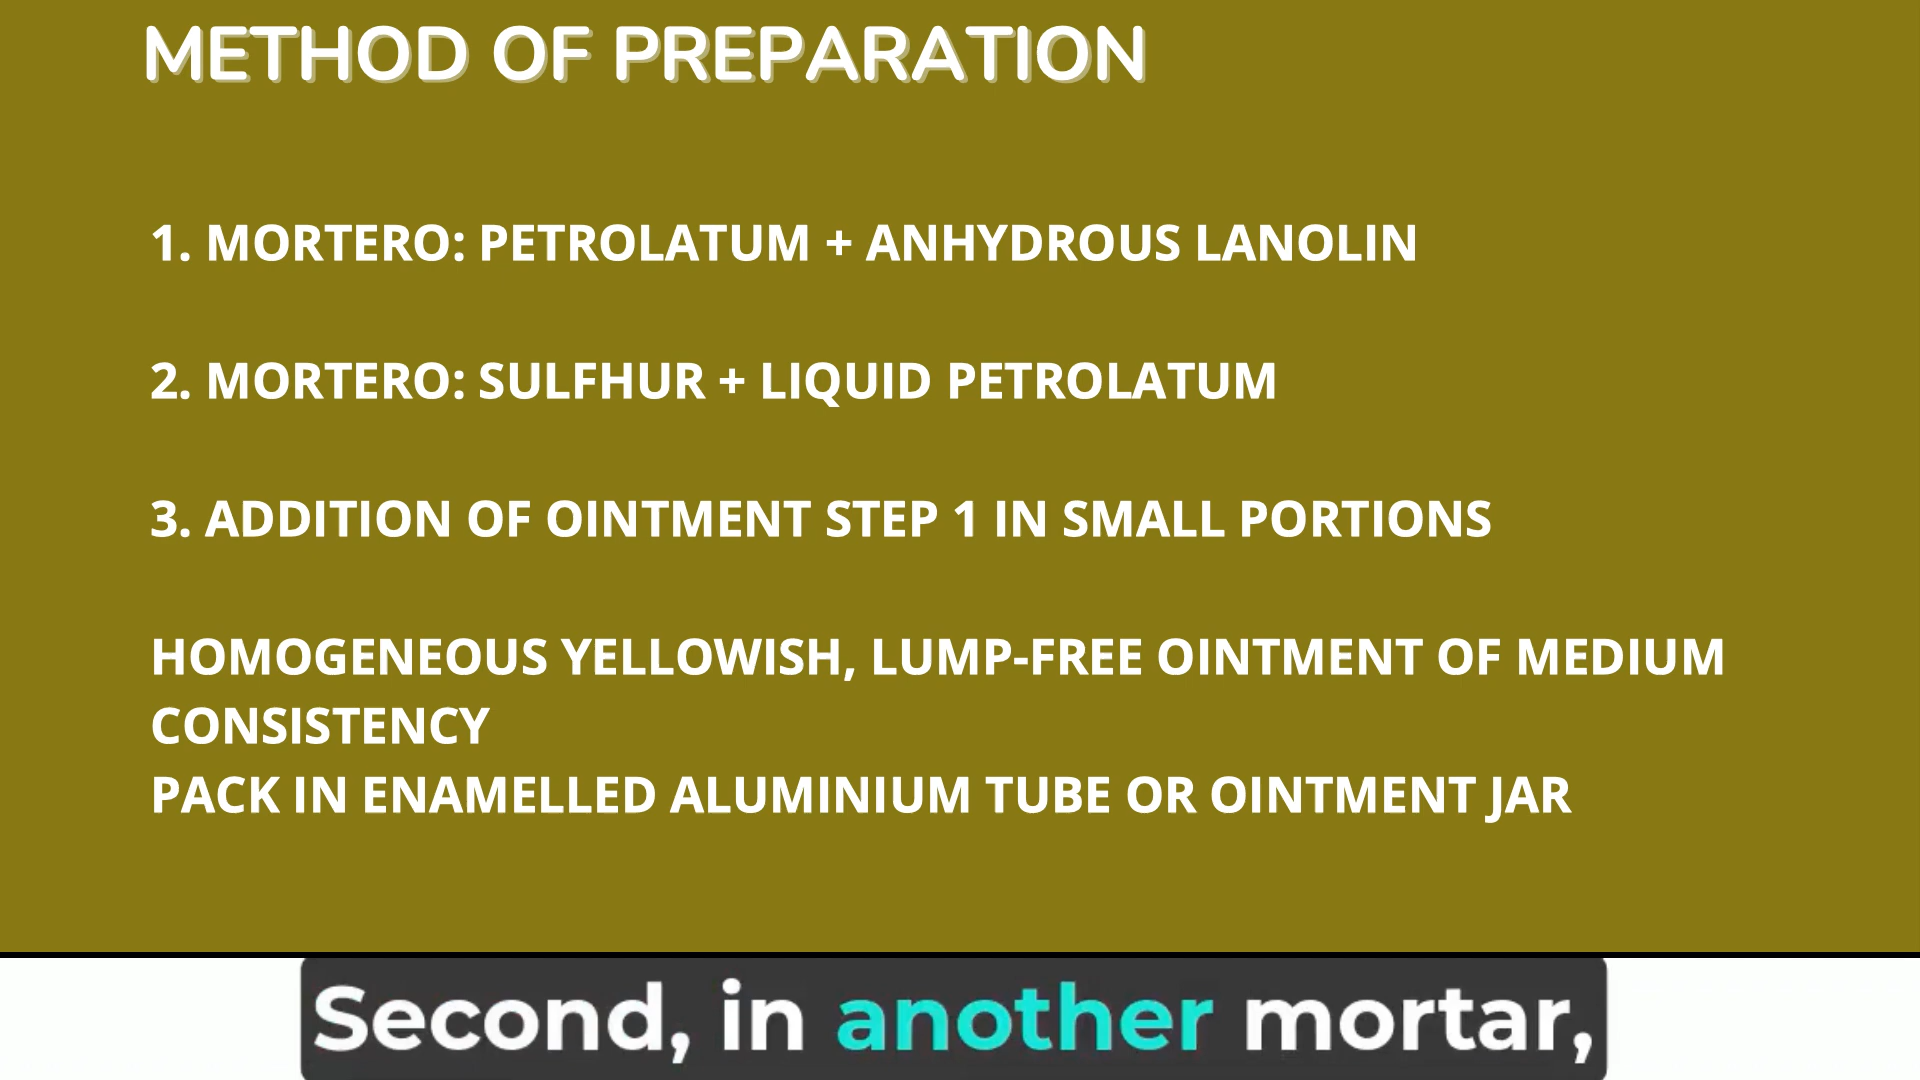 METHOD OF PREPARATION
1. MORTERO: PETROLATUM + ANHYDROUS LANOLIN
2. MORTERO: SULFHUR + LIQUID PETROLATUM
3. ADDITION OF OINTMENT STEP 1 IN SMALL PORTIONS
HOMOGENEOUS YELLOWISH, LUMP-FREE OINTMENT OF MEDIUM
CONSISTENCY
PACK IN ENAMELLED ALUMINIUM TUBE OR OINTMENT JAR
Second, in another mortar,